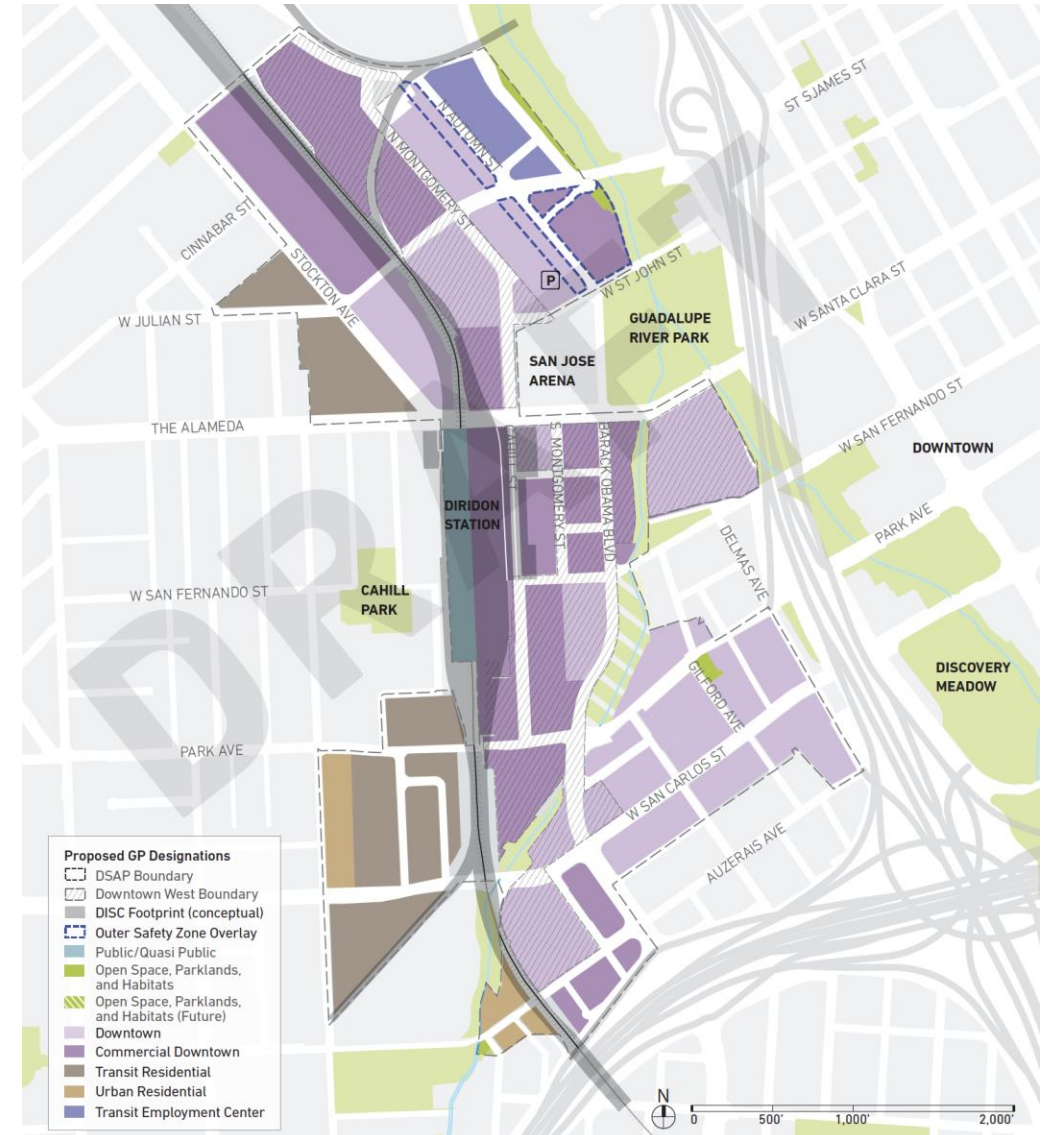 ST SJAMES ST
N AUTUMN ST
N MONTGOMERY ST
CINNABAR ST
STOCKTON AVE
W ST JOHN ST
W SANTA CLARA ST
P
W JULIAN ST
GUADALUPE
RIVER PARK
SAN JOSE
ARENA
W SAN FERNANDO ST
THE ALAMEDA
DOWNTOWN
CAHILL ST
S MONTGOMERY ST
BARACK OBAMA BLVD
DIRIDON
STATION
PARK AVE
DELMAS AVE
W SAN FERNANDO ST
CAHILL
PARK
DISCOVERY
MEADOW
GILFORD AVE
PARK AVE
W SAN CARLOS ST
AUZERAIS AVE
DRAFT
Proposed GP Designations
DSAP Boundary
Downtown West Boundary
DISC Footprint (conceptual)
Outer Safety Zone Overlay
Public/Quasi Public
Open Space, Parklands,
and Habitats
Open Space, Parklands,
and Habitats (Future)
Downtown
Commercial Downtown
Transit Residential
Urban Residential
Transit Employment Center
N
0 500' 1,000' 2,000'